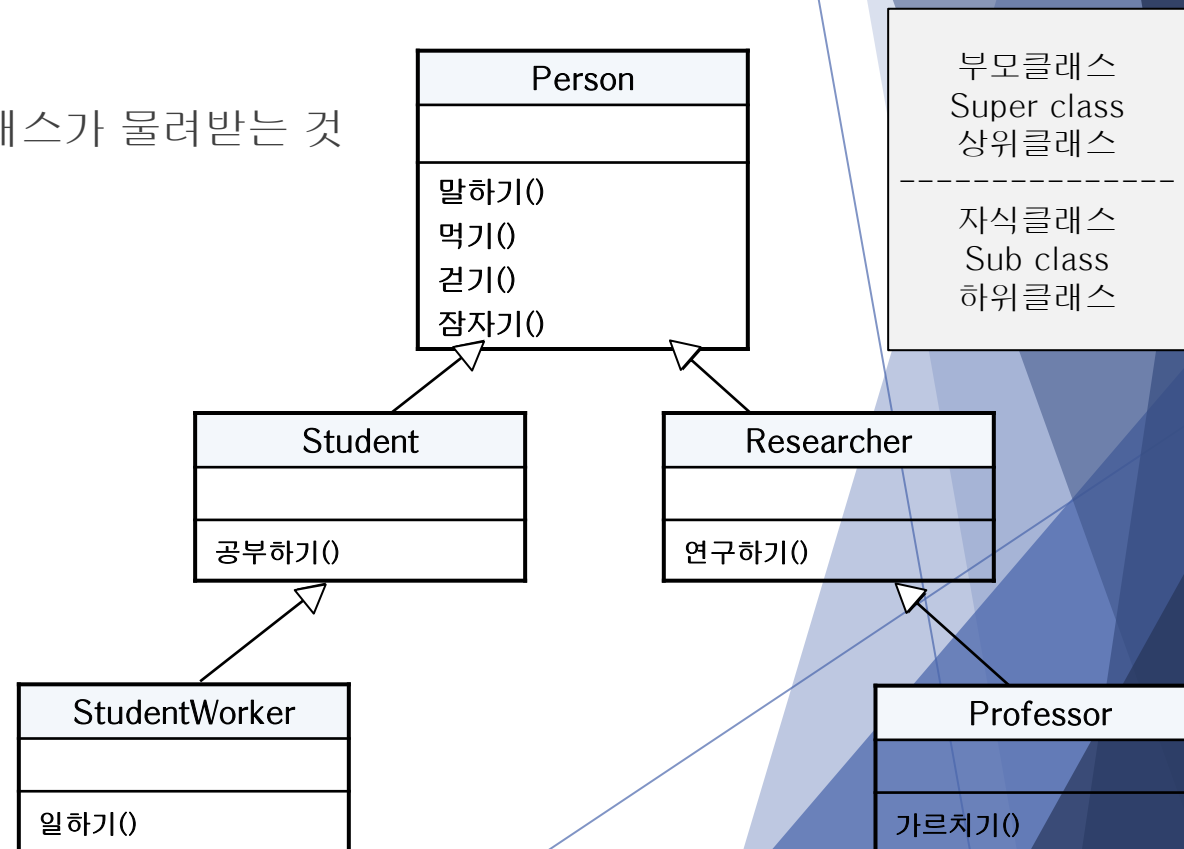 가 물려받는 것
Person
말하기()
먹기()
걷기()
잠자기()
부모클래스
Super class
상위클래스
---------------
자식클래스
Sub class
하위클래스
Student
공부하기()
Researcher
연구하기()
StudentWorker
일하기()
Professor
가르치기()